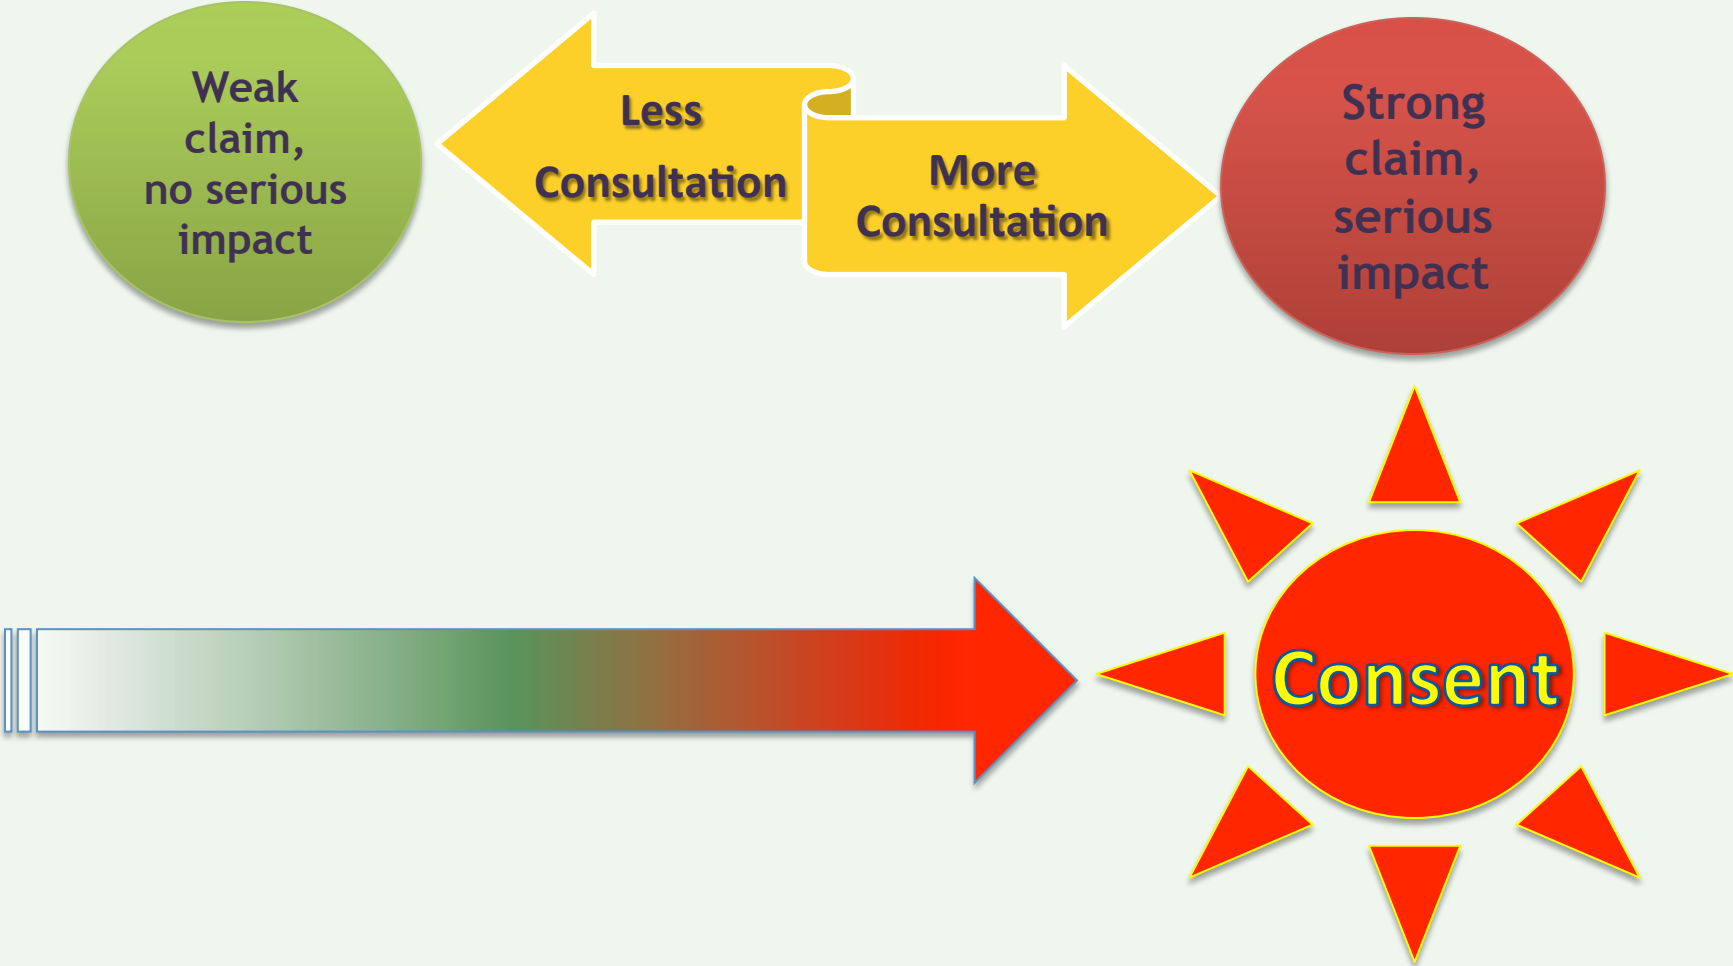 Weak
claim,
no serious
impact
Less
Consultation
More
Consultation
Strong
claim,
serious
impact
Consent